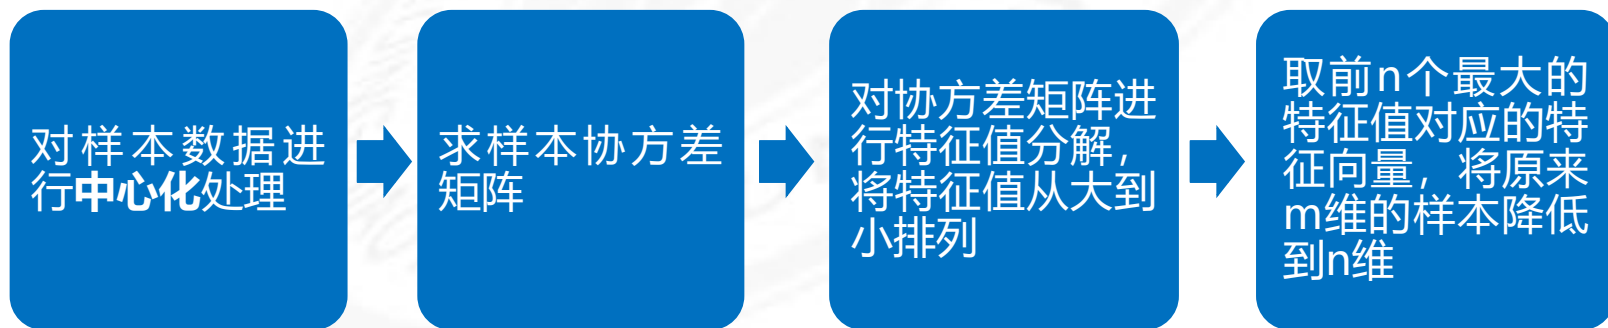 对样本数据进
行中心化处理
求样本协方差
矩阵
对协方差矩阵进
行特征值分解，
将特征值从大到
小排列
取前n个最大的
特征值对应的特
征向量，将原来
m维的样本降低
到n维